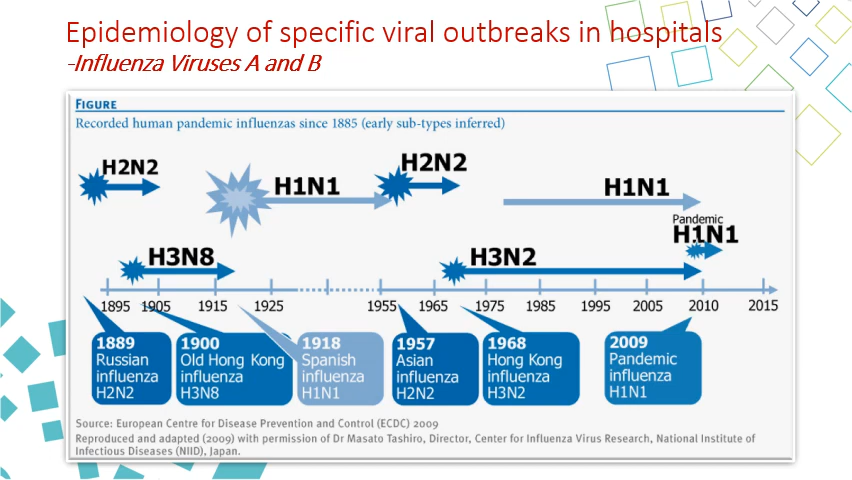 Epidemiology of specific viral outbreaks in hospitals
-Influenza Viruses A and B
FIGURE
Recorded human pandemic influenzas since 1885 (early sub-types inferred)
H2N2
H1N1
H2N2
H1N1
Pandemic
H1N1
H3N8
H3N2
1895 1905 1915 1925 1955 1965 1975 1985 1995 2005 2010 2015
1889
Russian
influenza
H2N2
1900
Old Hong Kong
influenza
H3N8
1918
Spanish
influenza
H1N1
1957
Asian
influenza
H2N2
1968
Hong Kong
influenza
H3N2
2009
Pandemic
influenza
H1N1
Source: European Centre for Disease Prevention and Control (ECDC) 2009
Reproduced and adapted (2009) with permission of Dr Masato Tashiro, Director, Center for Influenza Virus Research, National Institute of
Infectious Diseases (NIID), Japan.